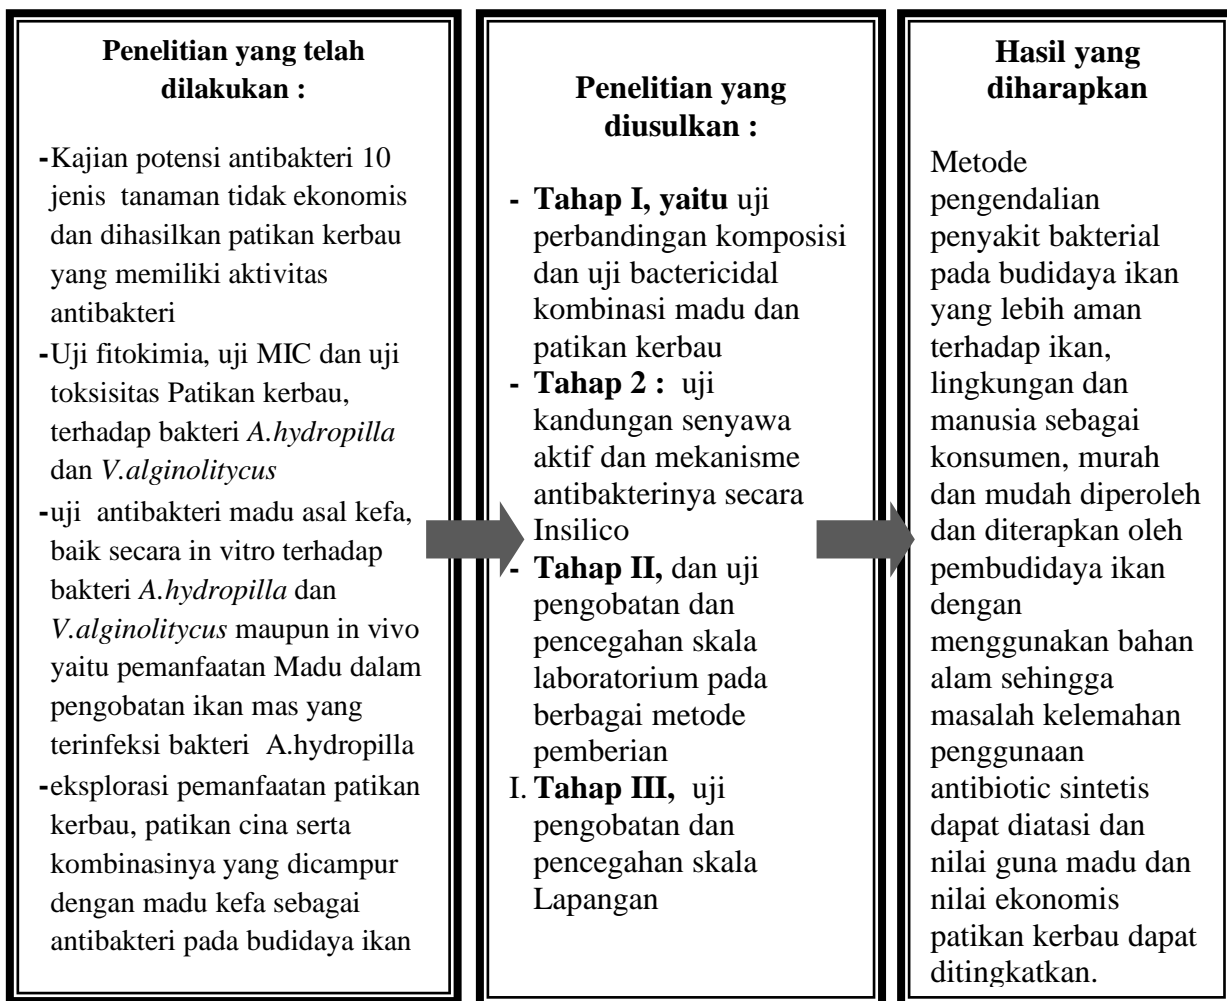 Penelitian yang telah
dilakukan :
-Kajian potensi antibakteri 10
jenis tanaman tidak ekonomis
dan dihasilkan patikan kerbau
yang memiliki aktivitas
antibakteri
-Uji fitokimia, uji MIC dan uji
toksisitas Patikan kerbau,
terhadap bakteri A.hydropilla
dan V.alginolitycus
-uji antibakteri madu asal kefa,
baik secara in vitro terhadap
bakteri A.hydropilla dan
V.alginolitycus maupun in vivo
yaitu pemanfaatan Madu dalam
pengobatan ikan mas yang
terinfeksi bakteri A.hydropilla
-eksplorasi pemanfaatan patikan
kerbau, patikan cina serta
kombinasinya yang dicampur
dengan madu kefa sebagai
antibakteri pada budidaya ikan
Penelitian yang
diusulkan :
- Tahap I, yaitu uji
perbandingan komposisi
dan uji bactericidal
kombinasi madu dan
patikan kerbau
- Tahap 2 : uji
kandungan senyawa
aktif dan mekanisme
antibakterinya secara
Insilico
- Tahap II, dan uji
pengobatan dan
pencegahan skala
laboratorium pada
berbagai metode
pemberian
I. Tahap III, uji
pengobatan dan
pencegahan skala
Lapangan
Hasil yang
diharapkan
Metode
pengendalian
penyakit bakterial
pada budidaya ikan
yang lebih aman
terhadap ikan,
lingkungan dan
manusia sebagai
konsumen, murah
dan mudah diperoleh
dan diterapkan oleh
pembudidaya ikan
dengan
menggunakan bahan
alam sehingga
masalah kelemahan
penggunaan
antibiotic sintetis
dapat diatasi dan
nilai guna madu dan
nilai ekonomis
patikan kerbau dapat
ditingkatkan.